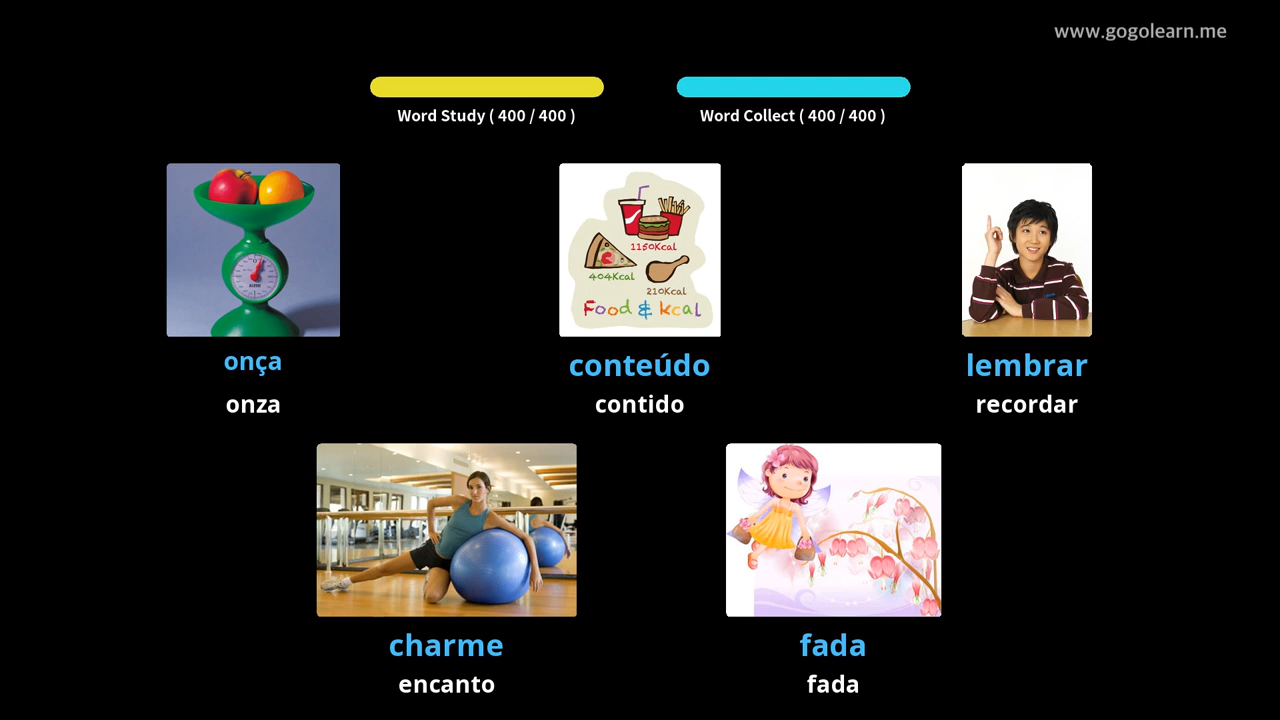 www.gogolearn.me
Word Study ( 400 / 400 )
Word Collect ( 400 / 400 )
1150Kcal
404Kcal
210Kcal
Food & kcal
onça
conteúdo
lembrar
onza
contido
recordar
charme
fada
encanto
fada